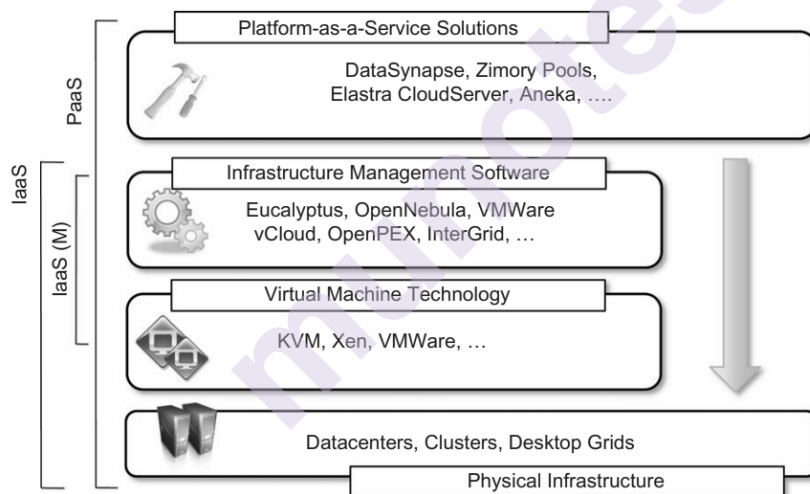 Platform-as-a-Service Solutions
DataSynapse, Zimory Pools,
Elastra CloudServer, Aneka, ….
PaaS
IaaS
IaaS (M)
Infrastructure Management Software
Eucalyptus, OpenNebula, VMWare
vCloud, OpenPEX, InterGrid, …
Virtual Machine Technology
KVM, Xen, VMWare, …
Datacenters, Clusters, Desktop Grids
Physical Infrastructure
munotes